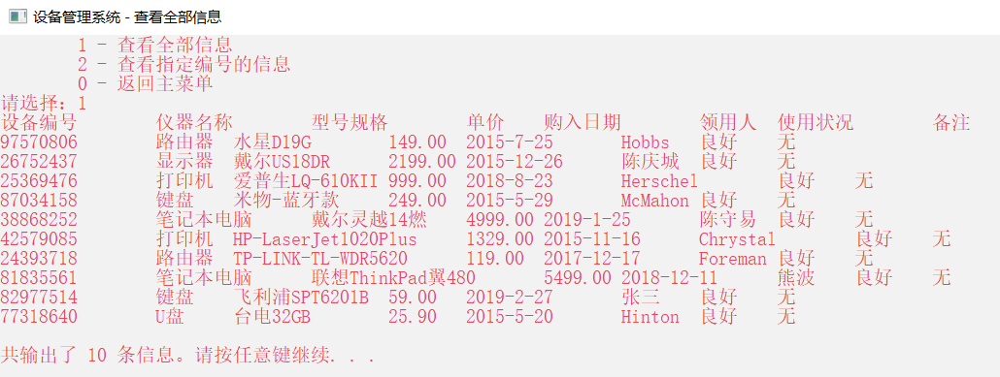 设备管理系统 - 查看全部信息
1 - 查看全部信息
2 - 查看指定编号的信息
0 - 返回主菜单
请选择: 1
设备编号 仪器名称 型号规格 单价 购入日期 领用人 使用状况 备注
97570806 路由器 水星D19G 149.00 2015-7-25 Hobbs 良好 无
26752437 显示器 戴尔US18DR 2199.00 2015-12-26 陈庆城 良好 无
25369476 打印机 爱普生LQ-610KII 999.00 2018-8-23 Herschel 良好 无
87034158 键盘 米物-蓝牙款 249.00 2015-5-29 McMahon 良好 无
38868252 笔记本电脑 戴尔灵越14燃 4999.00 2019-1-25 陈守易 良好 无
42579085 打印机 HP-LaserJet1020Plus 1329.00 2015-11-16 Chrystal 良好 无
24393718 路由器 TP-LINK-TL-WDR5620 119.00 2017-12-17 Foreman 良好 无
81835561 笔记本电脑 联想ThinkPad翼480 5499.00 2018-12-11 熊波 良好 无
82977514 键盘 飞利浦SPT6201B 59.00 2019-2-27 张三 良好 无
77318640 U盘 台电32GB 25.90 2015-5-20 Hinton 良好 无
共输出了 10 条信息。请按任意键继续. . .